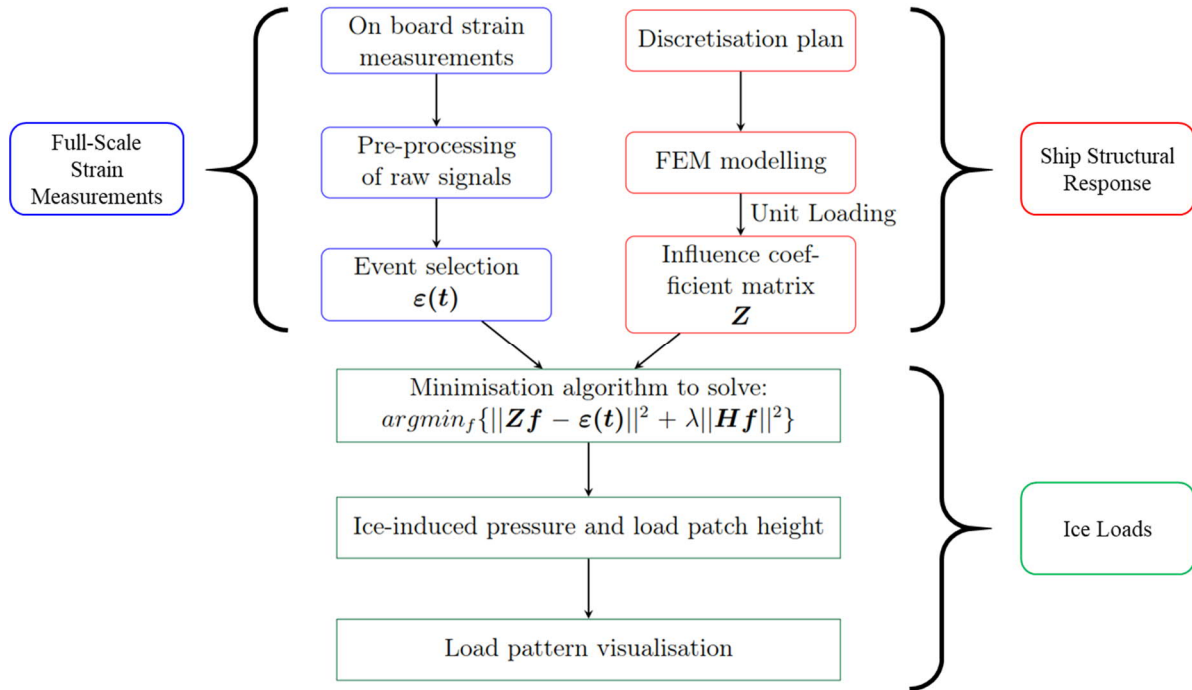 Full-Scale
Strain
Measurements
On board strain
measurements
Pre-processing
of raw signals
Event selection
ε(t)
Discretisation plan
FEM modelling
Unit Loading
Influence coef-
ficient matrix
Z
Ship Structural
Response
Minimisation algorithm to solve:
argmin_f{||Zf − ε(t)||² + λ||Hf||²}
Ice-induced pressure and load patch height
Load pattern visualisation
Ice Loads